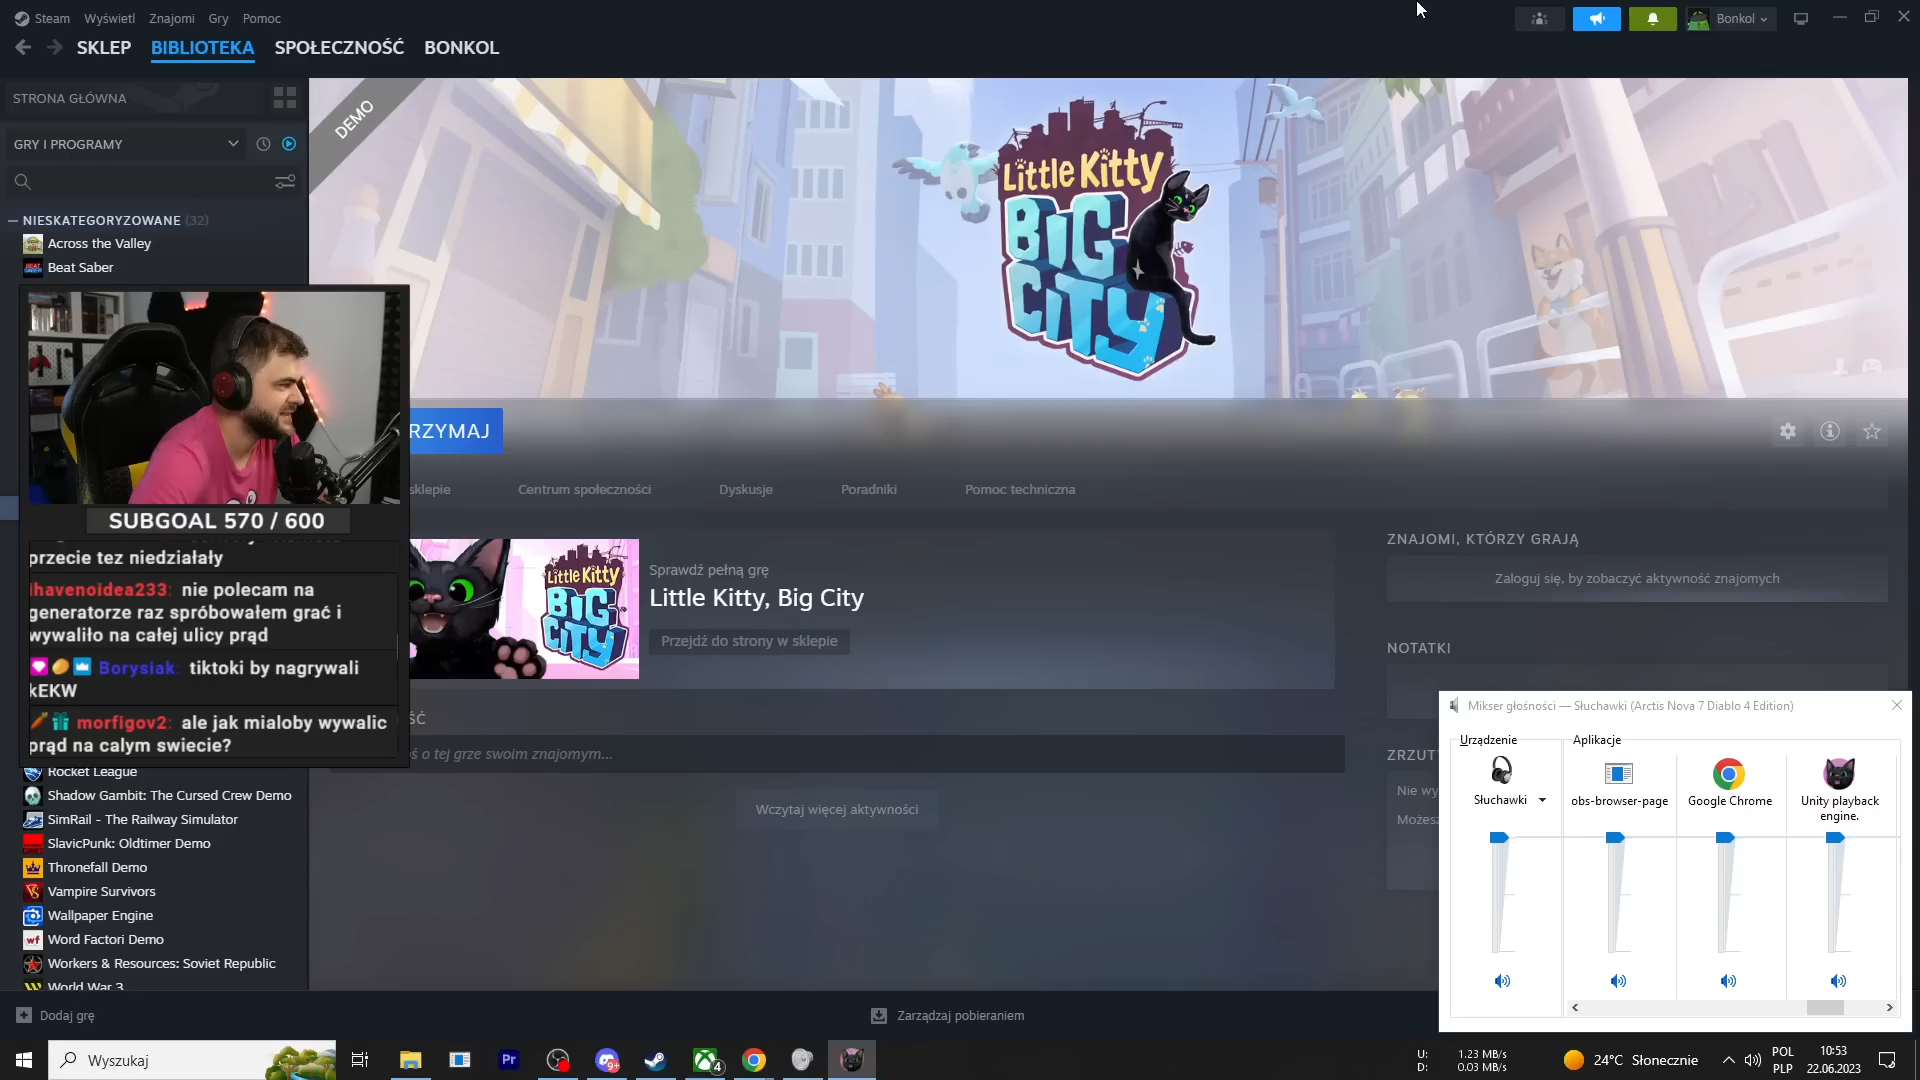 Steam Wyświetl Znajomi Gry Pomoc
Bonkol
SKLEP BIBLIOTEKA SPOŁECZNOŚĆ BONKOL
STRONA GŁÓWNA
GRY I PROGRAMY
NIESKATEGORYZOWANE (32)
Across the Valley
Beat Saber
DEMO
Little Kitty
BIG
CITY
RZYMAJ
sklepie Centrum społeczności Dyskusje Poradniki Pomoc techniczna
SUBGOAL 570 / 600
przecie tez niedziałały
ihavenoidea233: nie polecam na
generatorze raz spróbowałem grać i
wywaliło na całej ulicy prąd
Borysiak: tiktoki by nagrywali
kEKW
morfigov2: ale jak mialoby wywalic
prąd na calym swiecie?
Little Kitty
BIG
CITY
Sprawdź pełną grę
Little Kitty, Big City
Przejdź do strony w sklepie
ŚĆ
ś o tej grze swoim znajomym...
Wczytaj więcej aktywności
ZNAJOMI, KTÓRZY GRAJĄ
Zaloguj się, by zobaczyć aktywność znajomych
NOTATKI
ZRZUT
Nie wy
Możesz
Rocket League
Shadow Gambit: The Cursed Crew Demo
SimRail - The Railway Simulator
SlavicPunk: Oldtimer Demo
Thronefall Demo
Vampire Survivors
Wallpaper Engine
Word Factori Demo
Workers & Resources: Soviet Republic
World War 3
Mikser głośności — Słuchawki (Arctis Nova 7 Diablo 4 Edition)
Urządzenie Aplikacje
Słuchawki obs-browser-page Google Chrome Unity playback
engine.
Dodaj grę Zarządzaj pobieraniem
Wyszukaj
Pr
9+
4
U: 1.23 MB/s
D: 0.03 MB/s
24°C Słonecznie
POL
PLP
10:53
22.06.2023